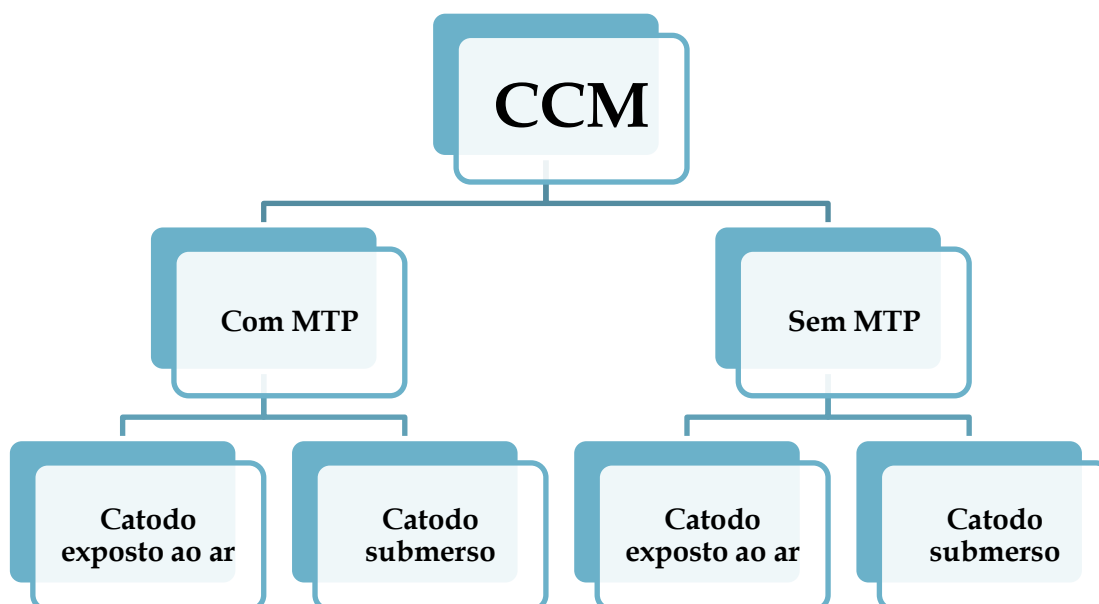 CCM
Com MTP
Sem MTP
Catodo
exposto ao ar
Catodo
submerso
Catodo
exposto ao ar
Catodo
submerso